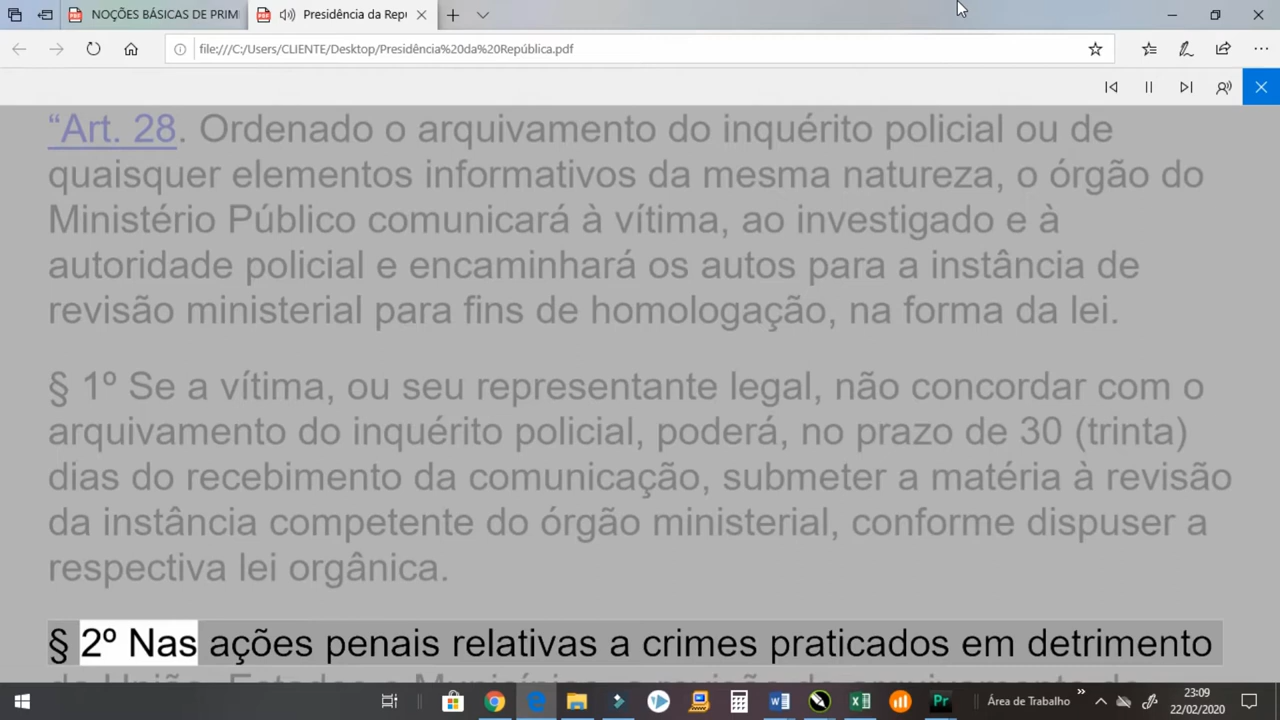 NOÇÕES BÁSICAS DE PRIM
Presidência da Repú
file:///C:/Users/CLIENTE/Desktop/Presidência%20da%20República.pdf
“Art. 28. Ordenado o arquivamento do inquérito policial ou de
quaisquer elementos informativos da mesma natureza, o órgão do
Ministério Público comunicará à vítima, ao investigado e à
autoridade policial e encaminhará os autos para a instância de
revisão ministerial para fins de homologação, na forma da lei.
§ 1º Se a vítima, ou seu representante legal, não concordar com o
arquivamento do inquérito policial, poderá, no prazo de 30 (trinta)
dias do recebimento da comunicação, submeter a matéria à revisão
da instância competente do órgão ministerial, conforme dispuser a
respectiva lei orgânica.
§ 2º Nas ações penais relativas a crimes praticados em detrimento
Pr
Área de Trabalho
23:09
22/02/2020